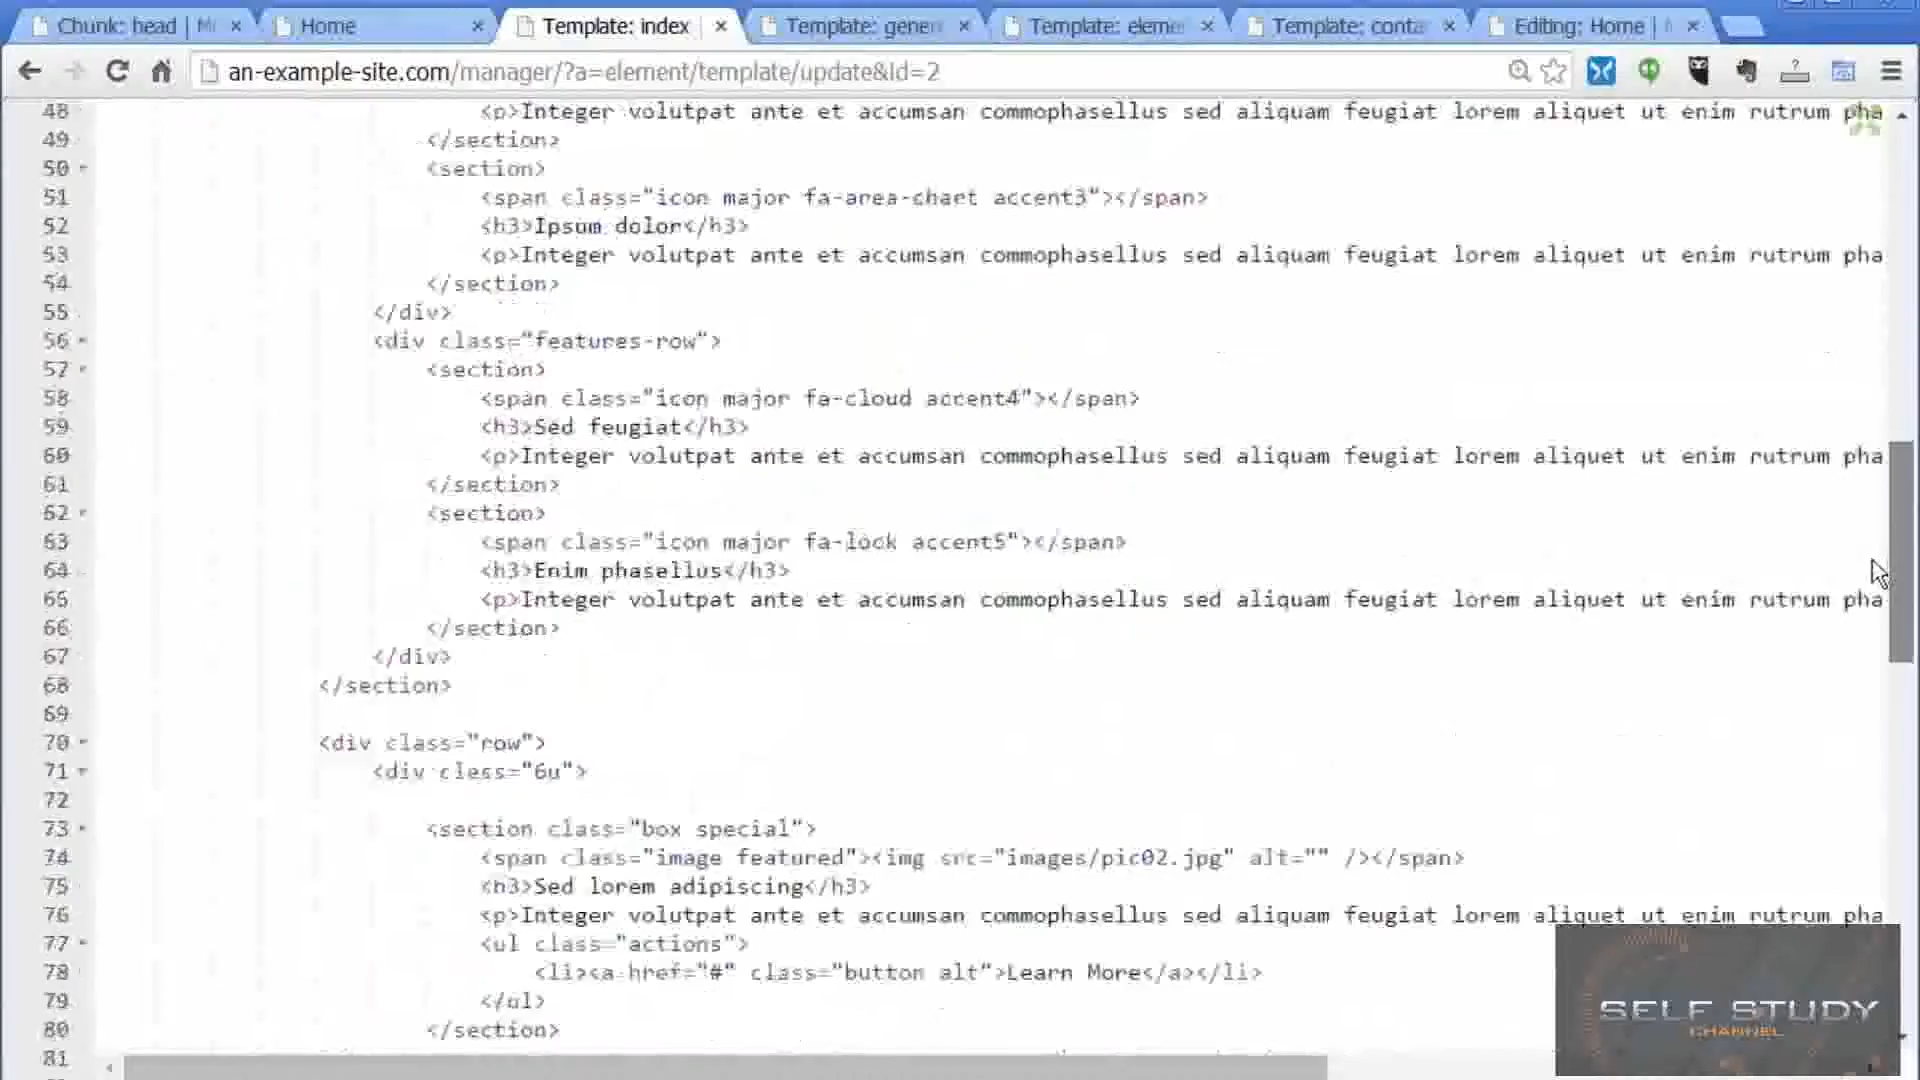 Chunk: head | M
Home
Template: index
Template: gener
Template: eleme
Template: conta
Editing: Home |
an-example-site.com/manager/?a=element/template/update&id=2
48 <p>Integer volutpat ante et accumsan commophasellus sed aliquam feugiat lorem aliquet ut enim rutrum pha
49 </section>
50 <section>
51 <span class="icon major fa-area-chart accent3"></span>
52 <h3>Ipsum dolor</h3>
53 <p>Integer volutpat ante et accumsan commophasellus sed aliquam feugiat lorem aliquet ut enim rutrum pha
54 </section>
55 </div>
56 <div class="features-row">
57 <section>
58 <span class="icon major fa-cloud accent4"></span>
59 <h3>Sed feugiat</h3>
60 <p>Integer volutpat ante et accumsan commophasellus sed aliquam feugiat lorem aliquet ut enim rutrum pha
61 </section>
62 <section>
63 <span class="icon major fa-lock accent5"></span>
64 <h3>Enim phasellus</h3>
65 <p>Integer volutpat ante et accumsan commophasellus sed aliquam feugiat lorem aliquet ut enim rutrum pha
66 </section>
67 </div>
68 </section>
69
70 <div class="row">
71 <div class="6u">
72
73 <section class="box special">
74 <span class="image featured"><img src="images/pic02.jpg" alt="" /></span>
75 <h3>Sed lorem adipiscing</h3>
76 <p>Integer volutpat ante et accumsan commophasellus sed aliquam feugiat lorem aliquet ut enim rutrum pha
77 <ul class="actions">
78 <li><a href="#" class="button alt">Learn More</a></li>
79 </ul>
80 </section>
81
SELF STUDY
CHANNEL